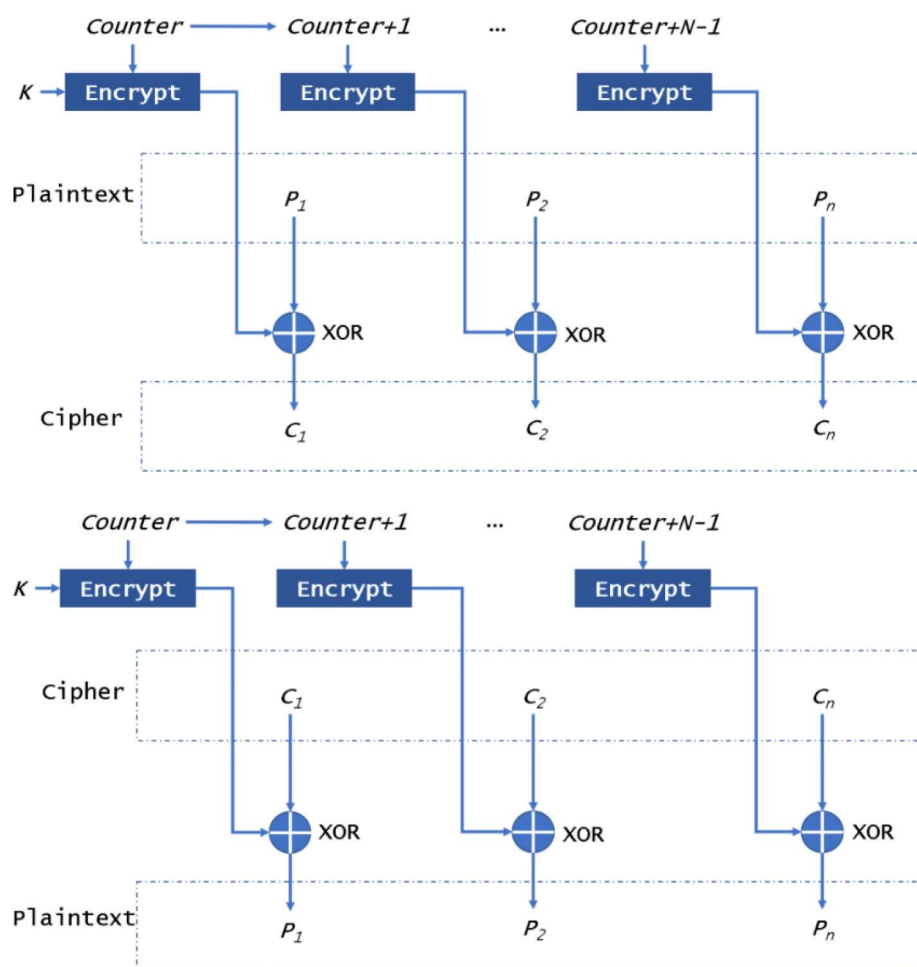 Counter Counter+1 … Counter+N-1
K Encrypt Encrypt Encrypt
Plaintext P1 P2 Pn
XOR XOR XOR
Cipher C1 C2 Cn
Counter Counter+1 … Counter+N-1
K Encrypt Encrypt Encrypt
Cipher C1 C2 Cn
XOR XOR XOR
Plaintext P1 P2 Pn